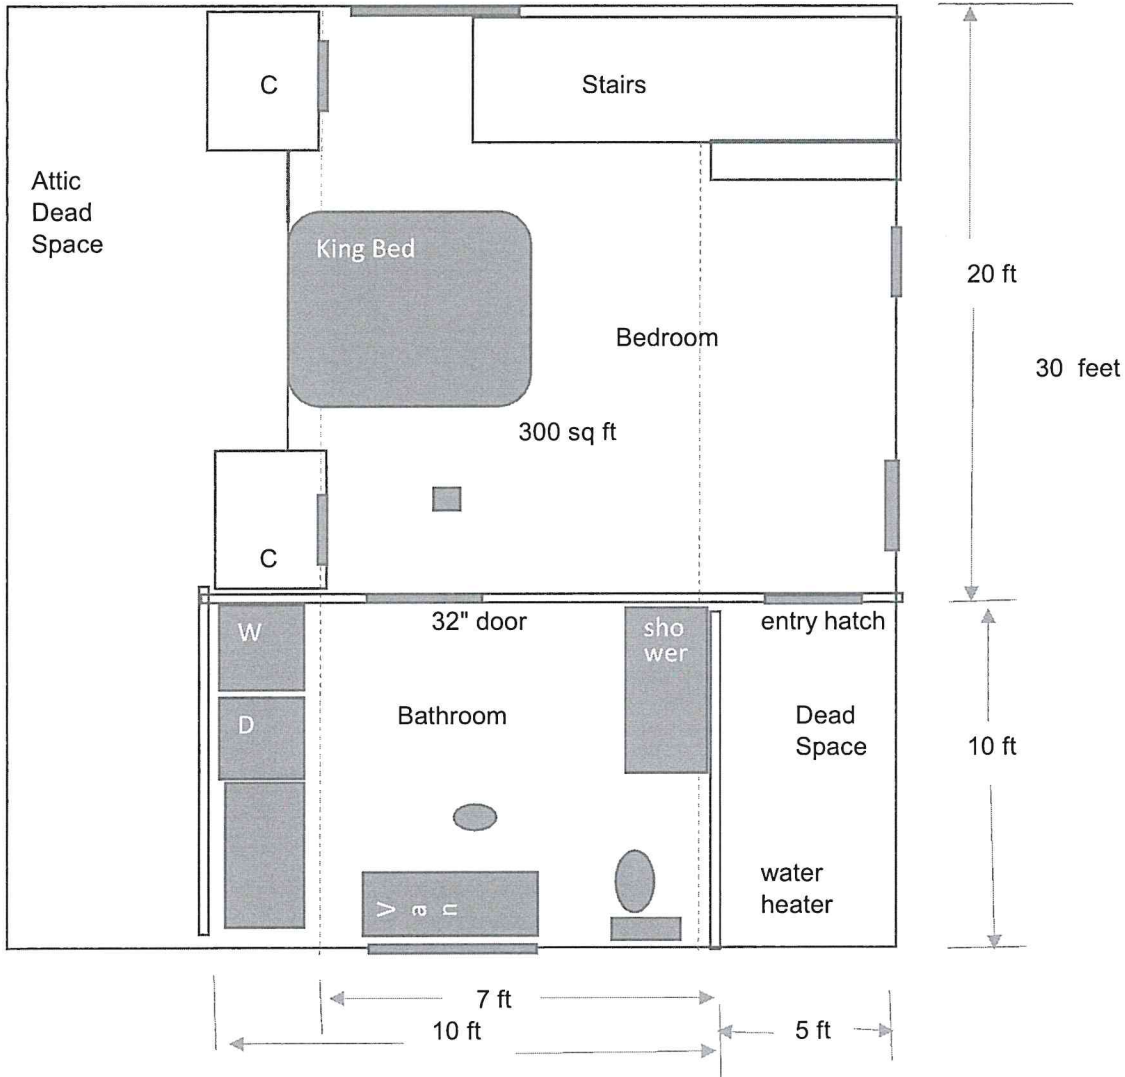 C
Stairs
Attic
Dead
Space
King Bed
20 ft
Bedroom
30 feet
300 sq ft
C
32" door
entry hatch
W
sho
wer
D
Bathroom
Dead
Space
10 ft
water
heater
Van
7 ft
10 ft
5 ft